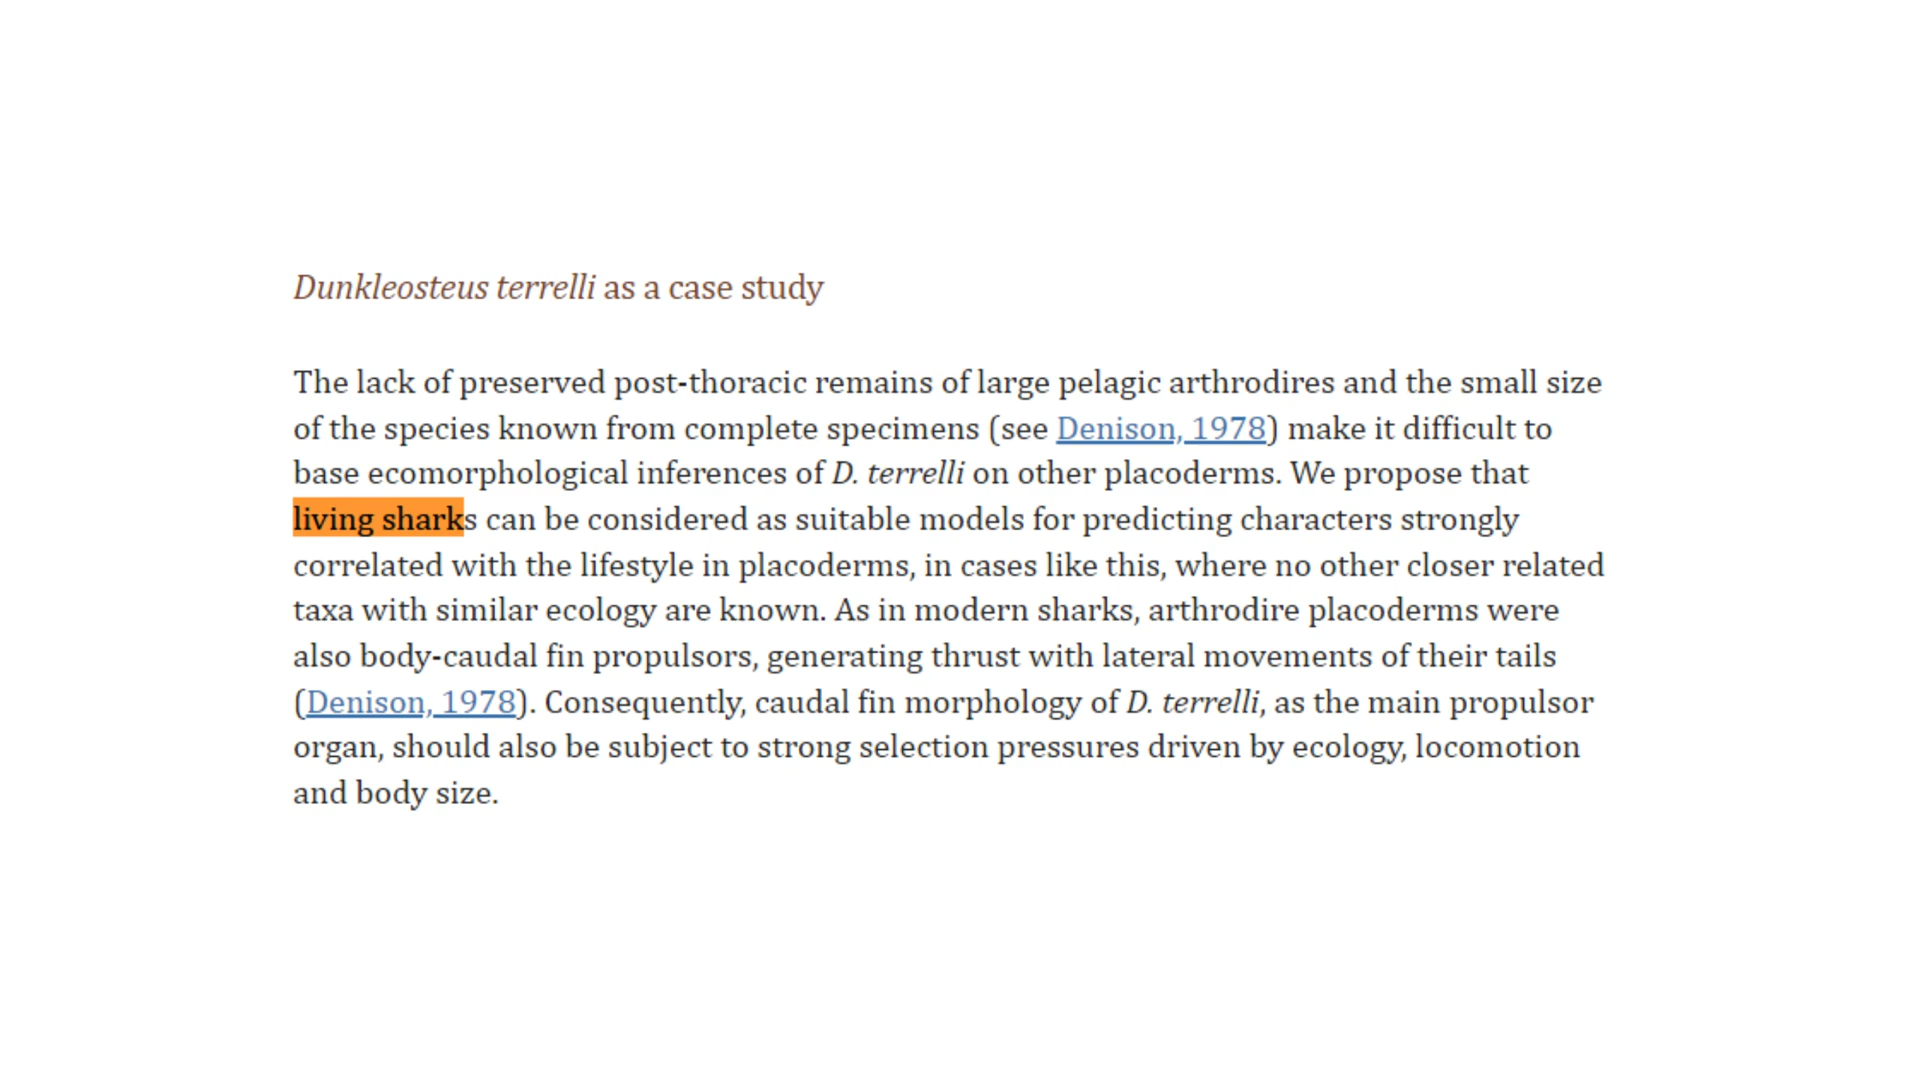 Dunkleosteus terrelli as a case study
The lack of preserved post-thoracic remains of large pelagic arthrodires and the small size
of the species known from complete specimens (see Denison, 1978) make it difficult to
base ecomorphological inferences of D. terrelli on other placoderms. We propose that
living sharks can be considered as suitable models for predicting characters strongly
correlated with the lifestyle in placoderms, in cases like this, where no other closer related
taxa with similar ecology are known. As in modern sharks, arthrodire placoderms were
also body-caudal fin propulsors, generating thrust with lateral movements of their tails
(Denison, 1978). Consequently, caudal fin morphology of D. terrelli, as the main propulsor
organ, should also be subject to strong selection pressures driven by ecology, locomotion
and body size.